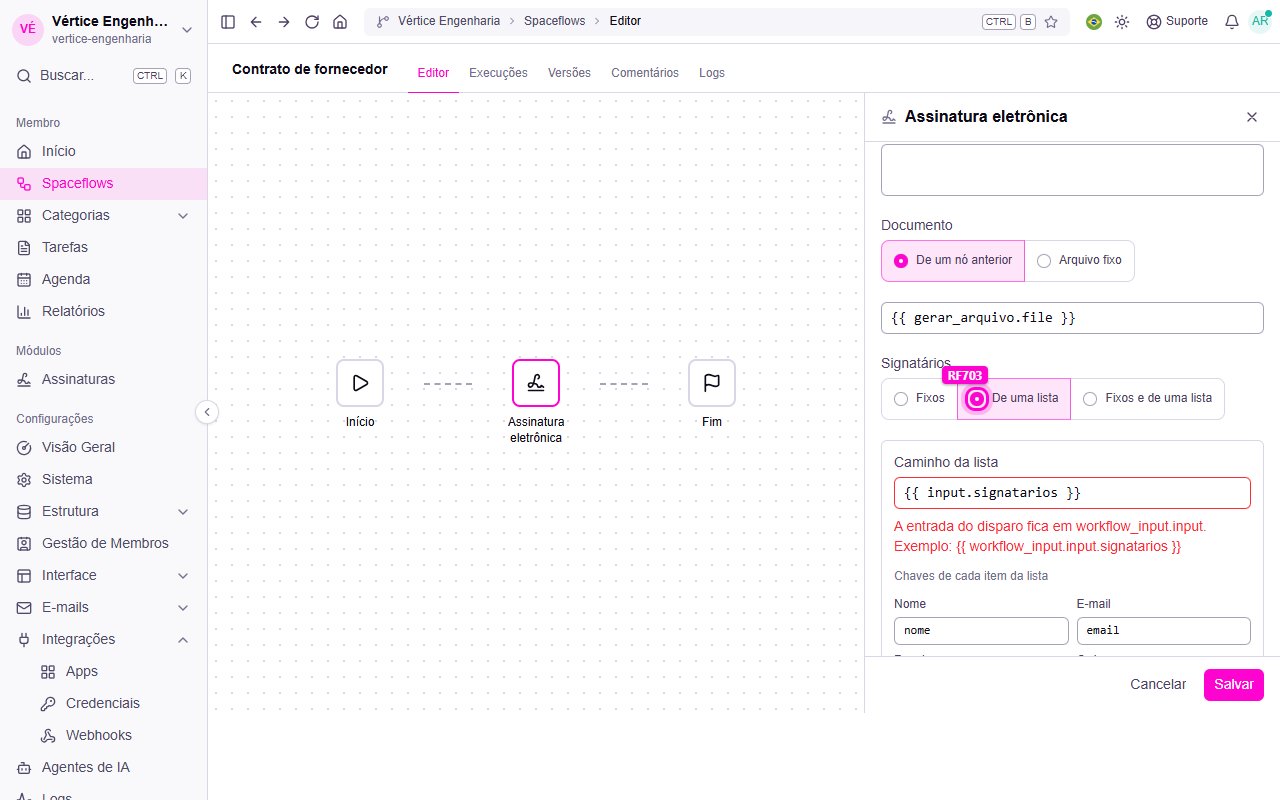 VÉ
Vértice Engenh...
vertice-engenharia
Buscar...
CTRL
K
Membro
Início
Spaceflows
Categorias
Tarefas
Agenda
Relatórios
Módulos
Assinaturas
Configurações
Visão Geral
Sistema
Estrutura
Gestão de Membros
Interface
E-mails
Integrações
Apps
Credenciais
Webhooks
Agentes de IA
Logs
Vértice Engenharia
Spaceflows
Editor
CTRL
B
Suporte
AR
Contrato de fornecedor
Editor
Execuções
Versões
Comentários
Logs
Início
Assinatura
eletrônica
Fim
Assinatura eletrônica
Documento
De um nó anterior
Arquivo fixo
{{ gerar_arquivo.file }}
Signatários
RF703
Fixos
De uma lista
Fixos e de uma lista
Caminho da lista
{{ input.signatarios }}
A entrada do disparo fica em workflow_input.input.
Exemplo: {{ workflow_input.input.signatarios }}
Chaves de cada item da lista
Nome
E-mail
nome
email
Cancelar
Salvar